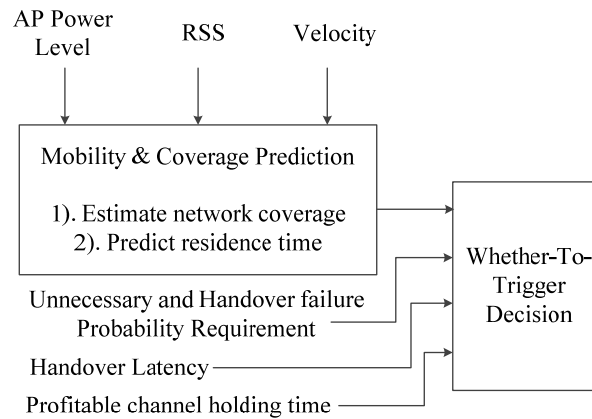 AP Power
Level
RSS
Velocity
Mobility & Coverage Prediction
1). Estimate network coverage
2). Predict residence time
Whether-To-
Trigger
Decision
Unnecessary and Handover failure
Probability Requirement
Handover Latency
Profitable channel holding time